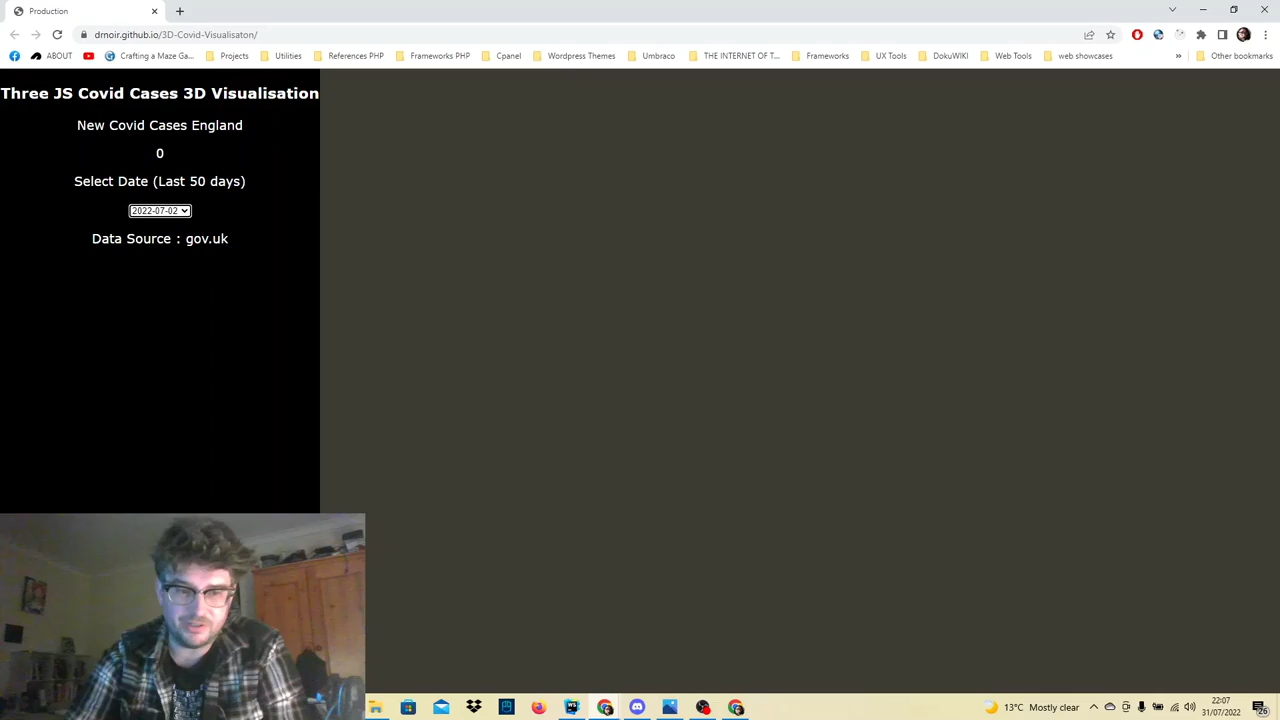 Production
drnoir.github.io/3D-Covid-Visualisaton/
ABOUT
Crafting a Maze Ga...
Projects
Utilities
References PHP
Frameworks PHP
Cpanel
Wordpress Themes
Umbraco
THE INTERNET OF T...
Frameworks
UX Tools
DokuWIKI
Web Tools
web showcases
»
Other bookmarks
Three JS Covid Cases 3D Visualisation
New Covid Cases England
0
Select Date (Last 50 days)
2022-07-02
Data Source : gov.uk
13°C Mostly clear
22:07
31/07/2022
26